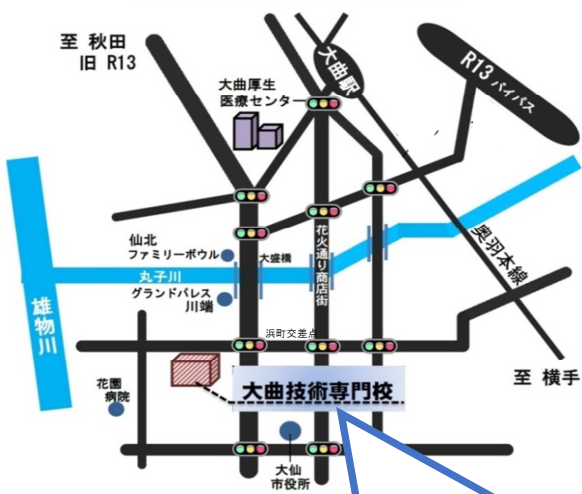 至 秋田
旧 R13
大曲駅
R13 バイパス
大曲厚生
医療センター
仙北
ファミリーボウル
大盛橋
花火通り商店街
奥羽本線
丸子川
グランドパレス
川端
雄物川
浜町交差点
至 横手
花園
病院
大曲技術専門校
大仙
市役所